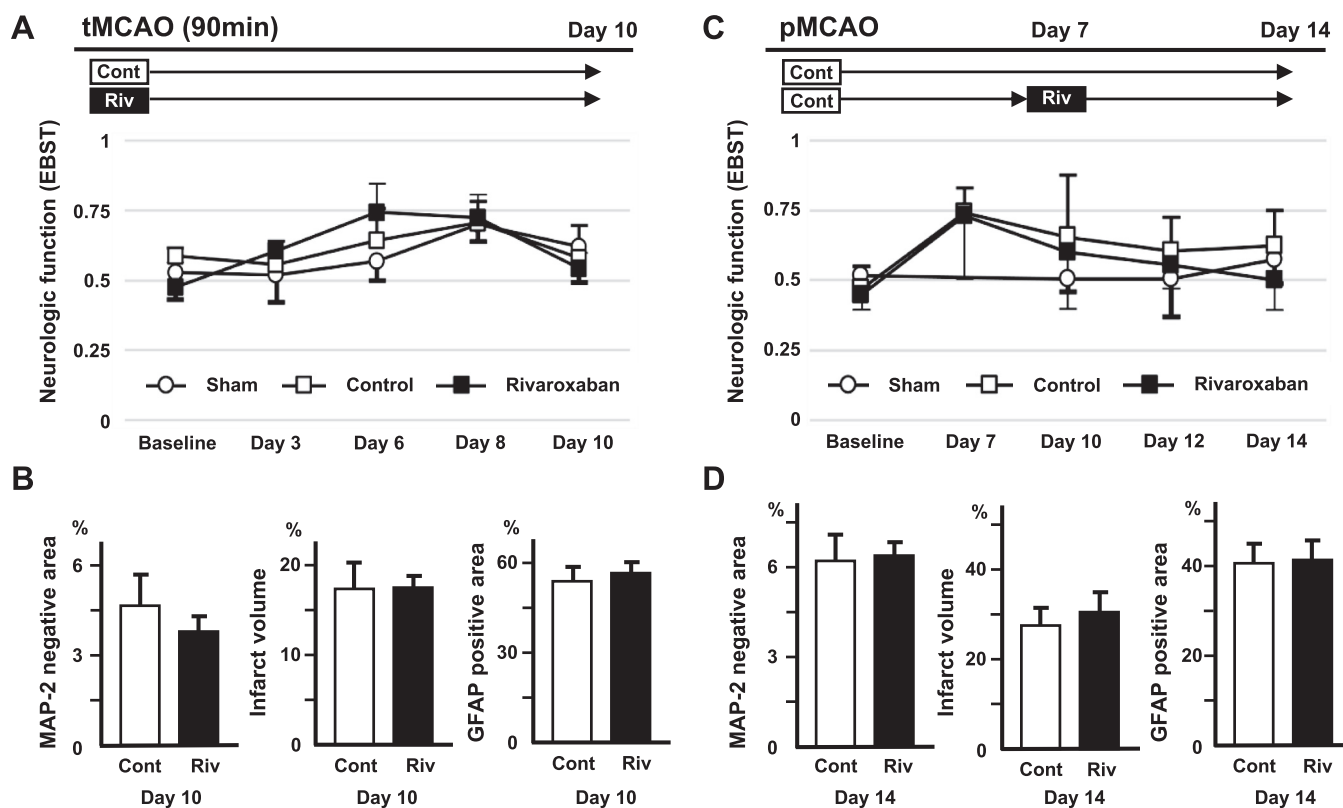 A
tMCAO (90min)
Day 10
Cont
Riv
Neurologic function (EBST)
1
0.75
0.5
0.25
0
Sham
Control
Rivaroxaban
Baseline
Day 3
Day 6
Day 8
Day 10
C
pMCAO
Day 7
Day 14
Cont
Cont
Riv
Neurologic function (EBST)
1
0.75
0.5
0.25
0
Sham
Control
Rivaroxaban
Baseline
Day 7
Day 10
Day 12
Day 14
B
MAP-2 negative area
%
6
3
0
Cont
Riv
Day 10
Infarct volume
%
20
10
0
Cont
Riv
Day 10
GFAP positive area
%
60
30
0
Cont
Riv
Day 10
D
MAP-2 negative area
%
6
3
0
Cont
Riv
Day 14
Infarct volume
%
40
20
0
Cont
Riv
Day 14
GFAP positive area
%
40
20
0
Cont
Riv
Day 14